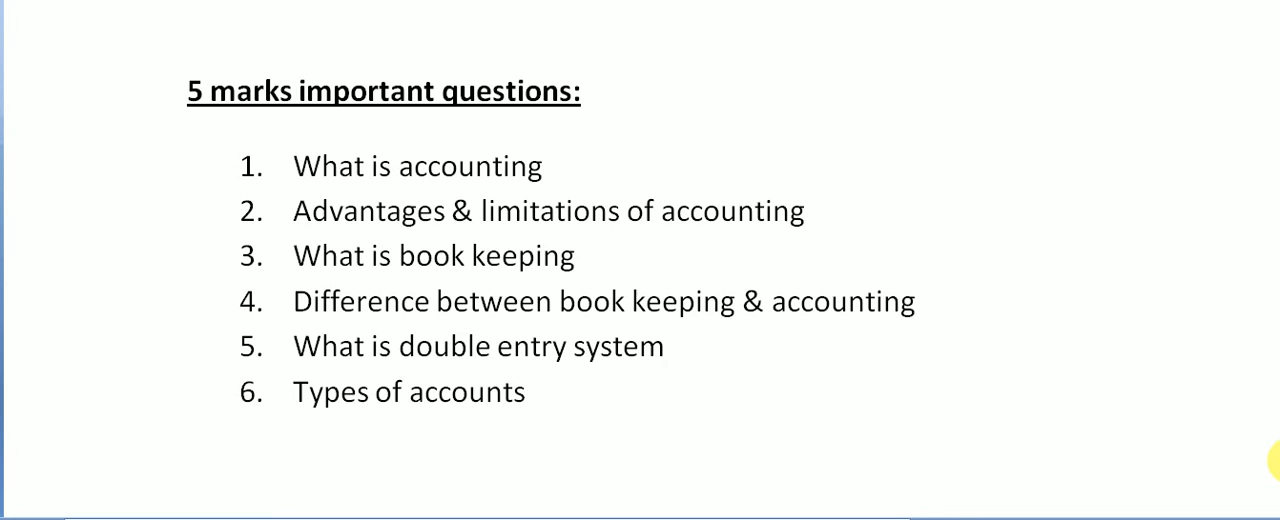 5 marks important questions:
1. What is accounting
2. Advantages & limitations of accounting
3. What is book keeping
4. Difference between book keeping & accounting
5. What is double entry system
6. Types of accounts